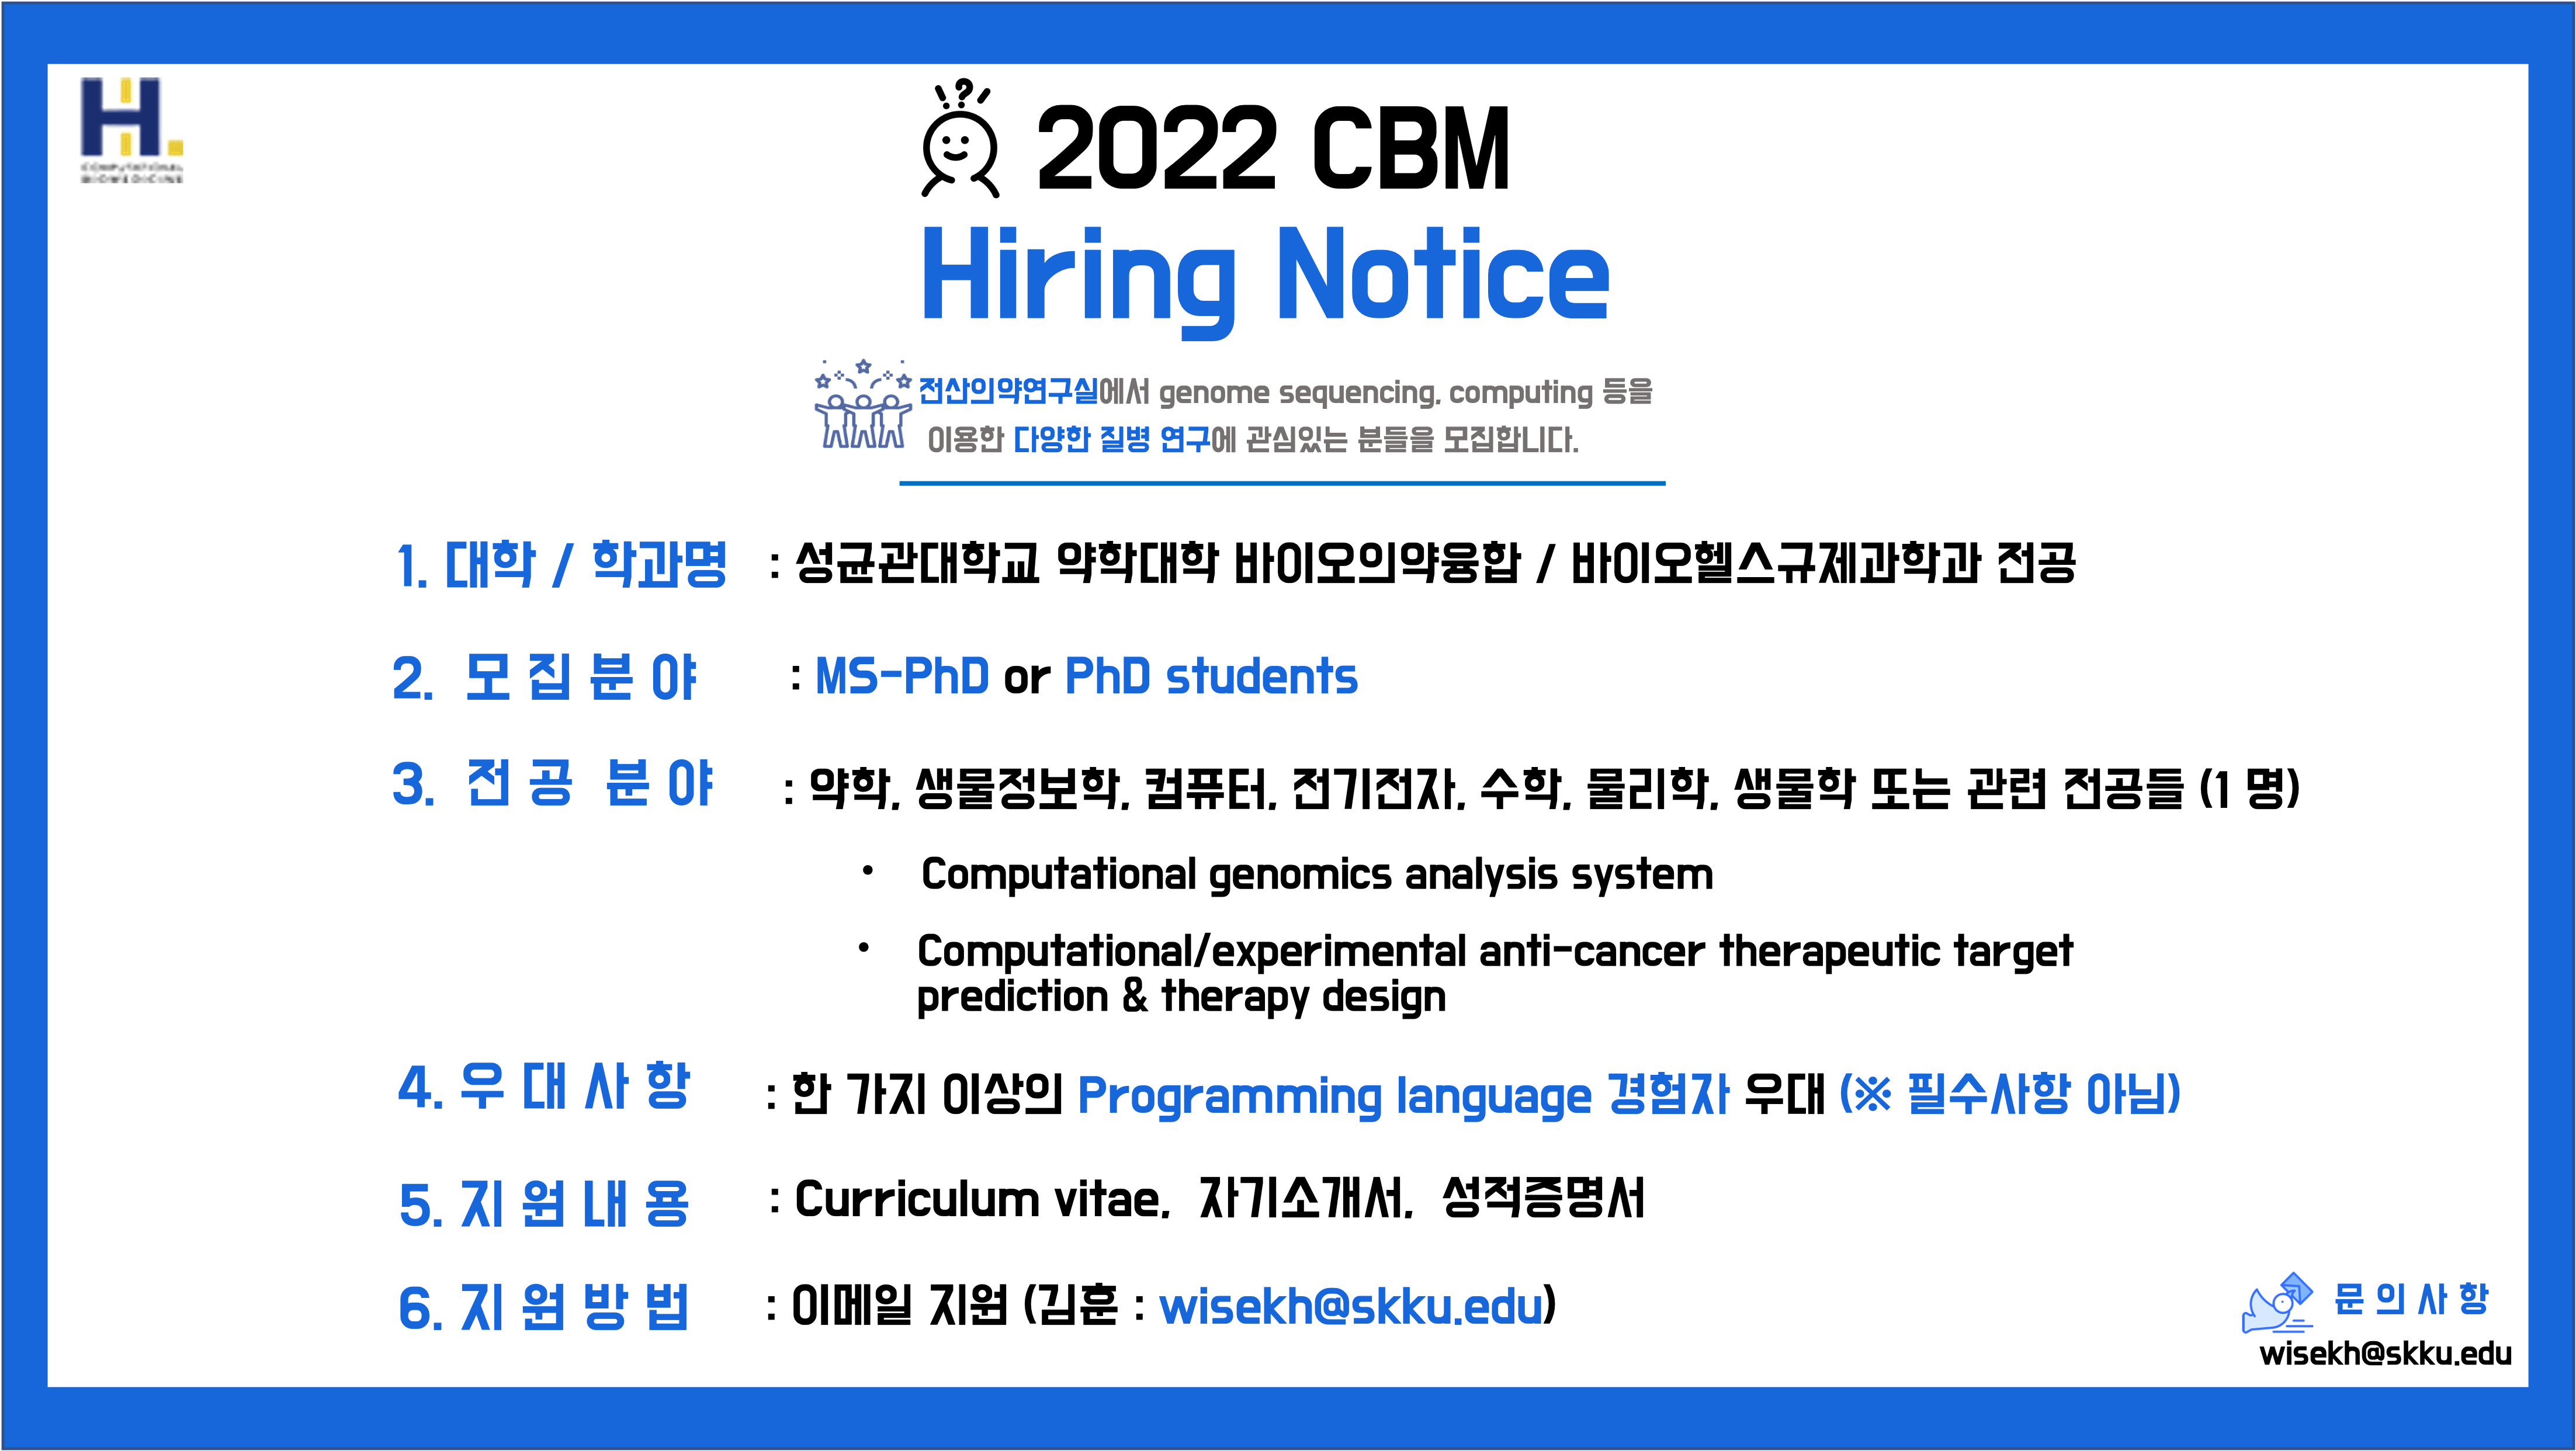 2022 CBM
Hiring Notice
전산의약연구실에서 genome sequencing, computing 등을
이용한 다양한 질병 연구에 관심있는 분들을 모집합니다.
1. 대학 / 학과명 : 성균관대학교 약학대학 바이오의약융합 / 바이오헬스규제과학과 전공
2. 모 집 분 야 : MS-PhD or PhD students
3. 전 공 분 야 : 약학, 생물정보학, 컴퓨터, 전기전자, 수학, 물리학, 생물학 또는 관련 전공들 (1 명)
• Computational genomics analysis system
• Computational/experimental anti-cancer therapeutic target
prediction & therapy design
4. 우 대 사 항 : 한 가지 이상의 Programming language 경험자 우대 (※ 필수사항 아님)
5. 지 원 내 용 : Curriculum vitae, 자기소개서, 성적증명서
6. 지 원 방 법 : 이메일 지원 (김훈 : wisekh@skku.edu)
문 의 사 항
wisekh@skku.edu